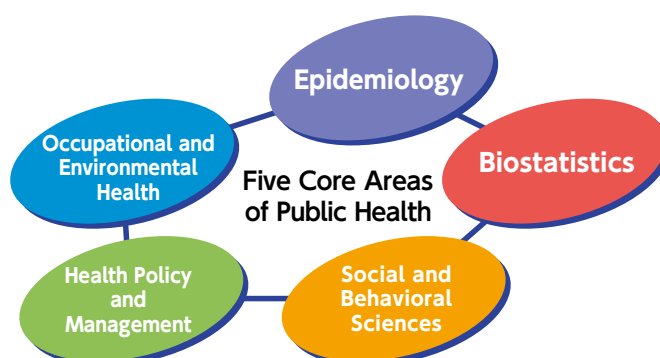 Epidemiology
Occupational and
Environmental
Health
Biostatistics
Five Core Areas
of Public Health
Health Policy
and
Management
Social and
Behavioral
Sciences